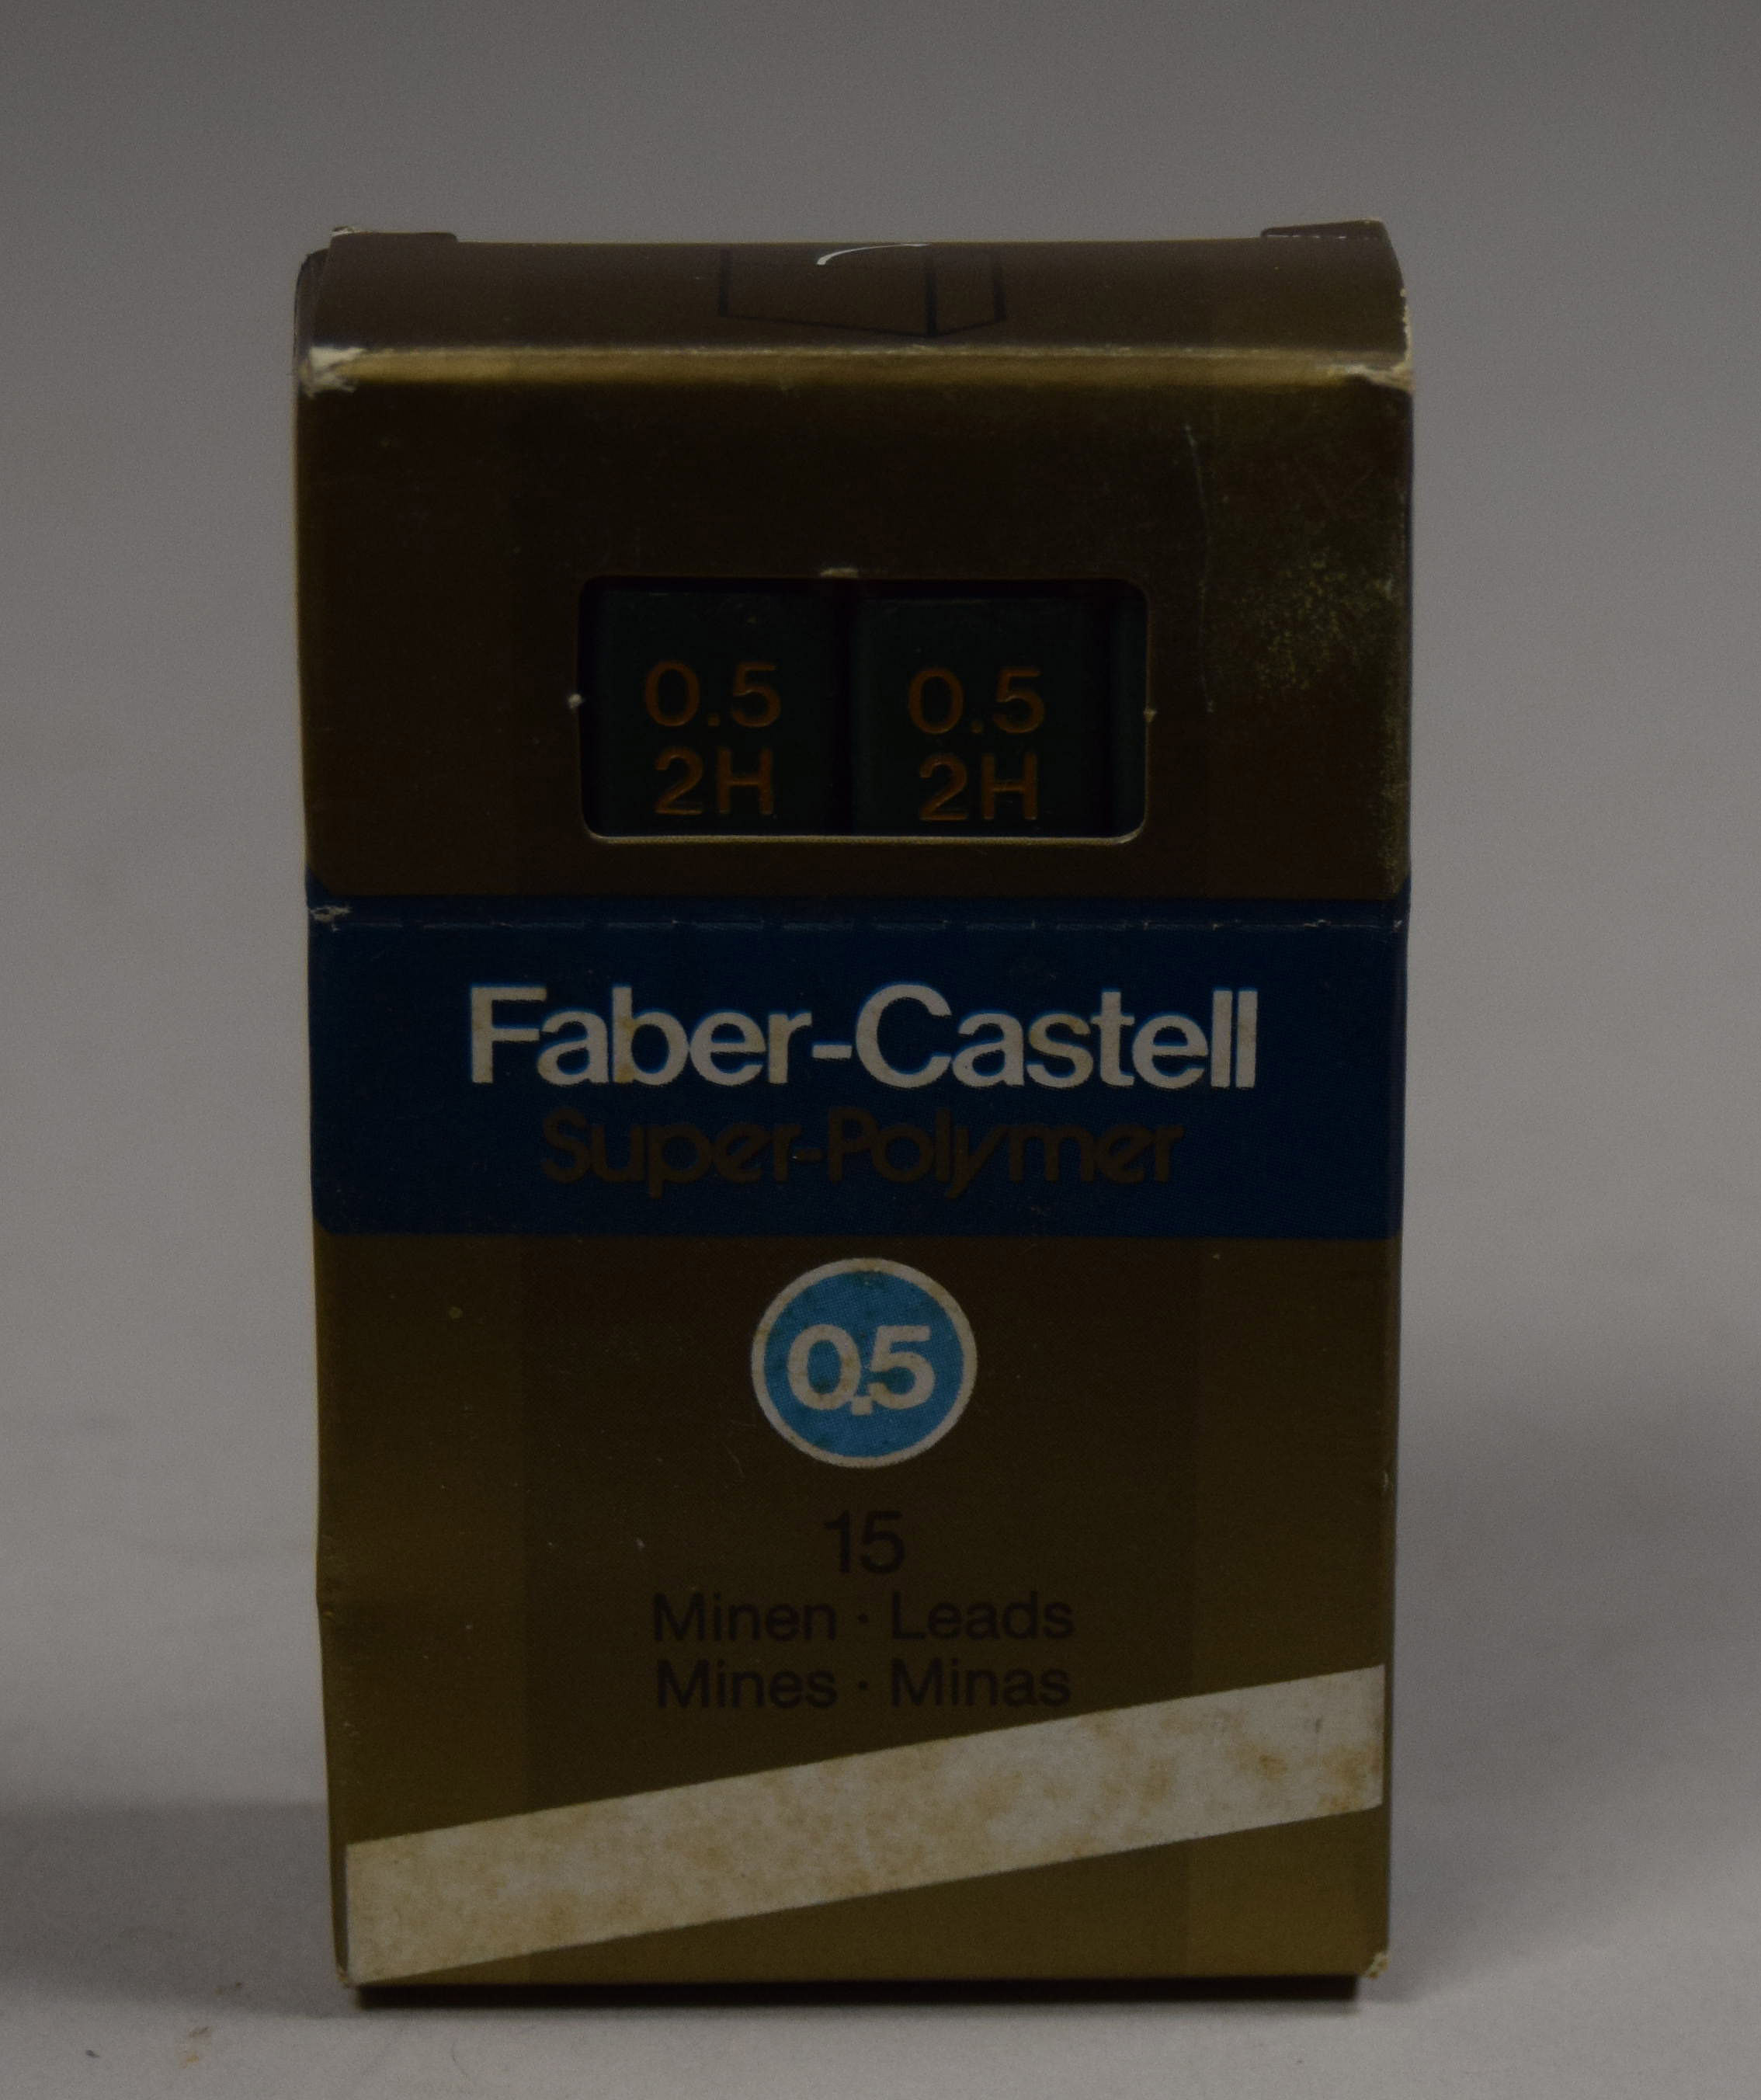 0.5 0.5
2H 2H
Faber-Castell
Super-Polymer
0.5
15
Minen · Leads
Mines · Minas